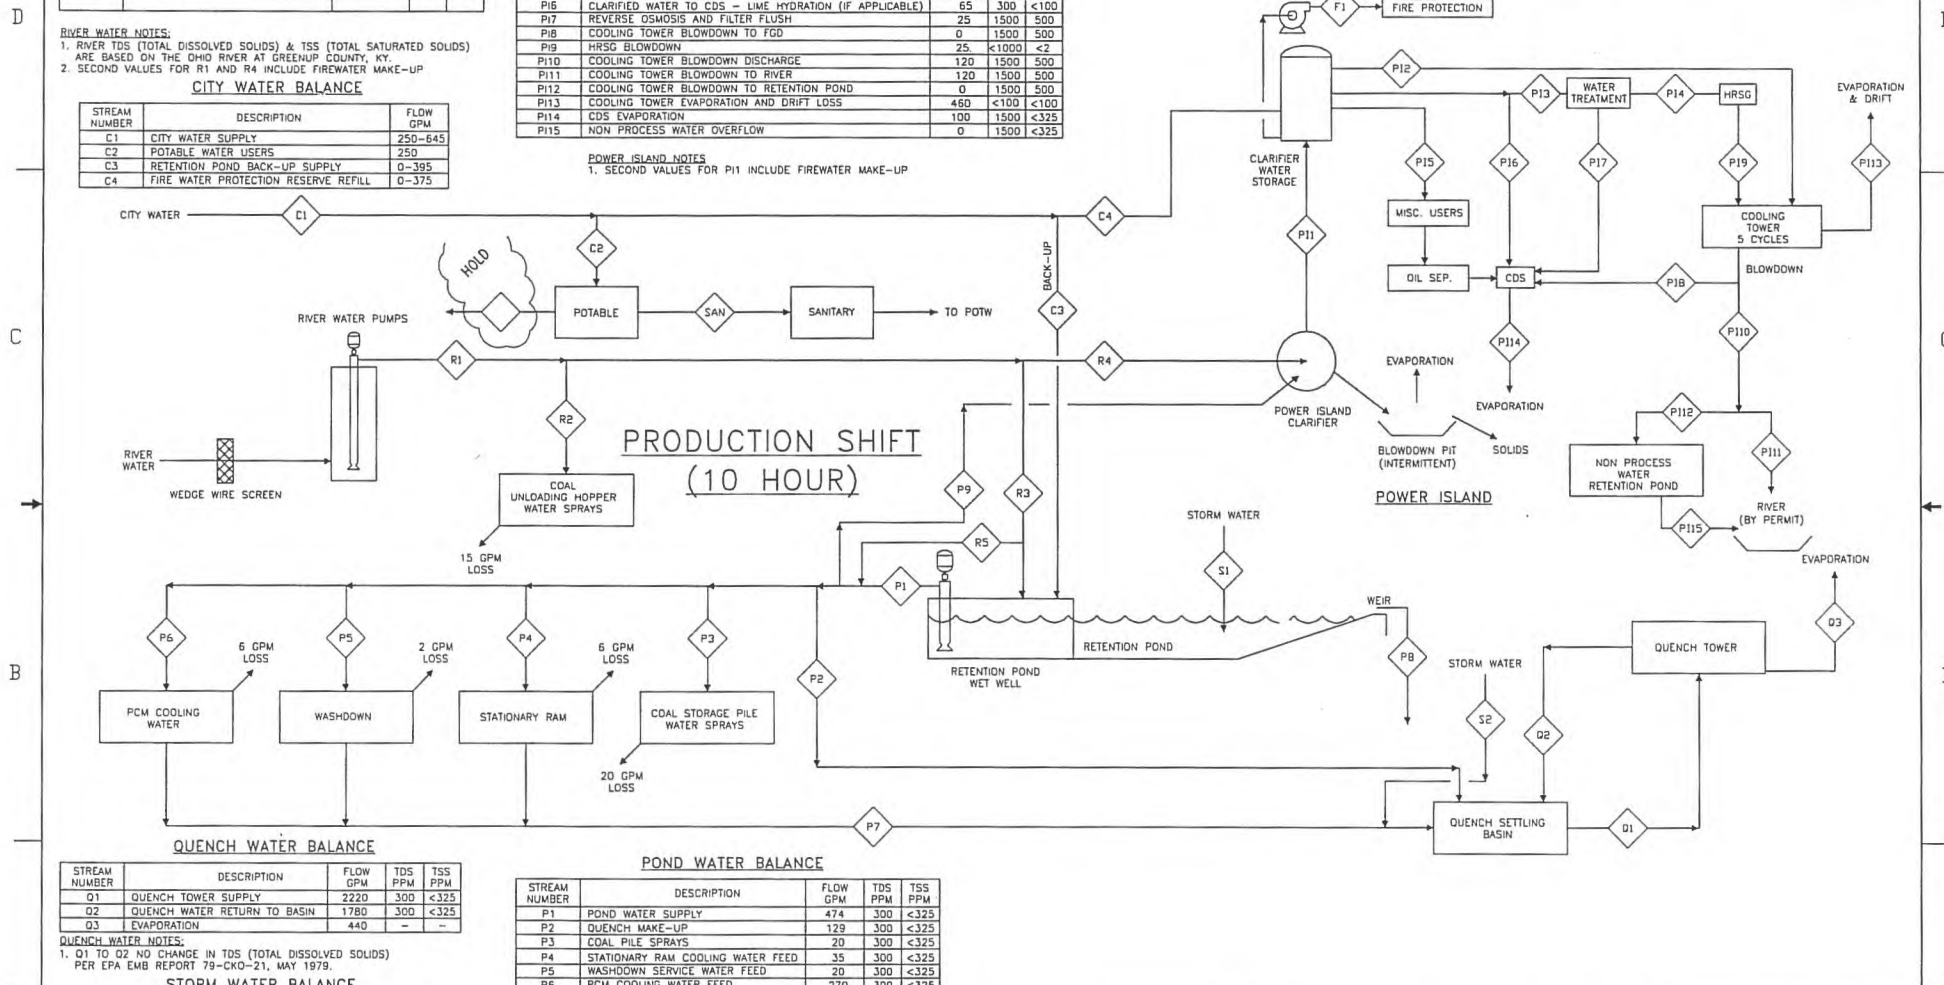 D
RIVER WATER NOTES:
1. RIVER TDS (TOTAL DISSOLVED SOLIDS) & TSS (TOTAL SATURATED SOLIDS)
ARE BASED ON THE OHIO RIVER AT GREENUP COUNTY, KY.
2. SECOND VALUES FOR R1 AND R4 INCLUDE FIREWATER MAKE-UP
CITY WATER BALANCE
STREAM NUMBER DESCRIPTION FLOW GPM
C1 CITY WATER SUPPLY 250-645
C2 POTABLE WATER USERS 250
C3 RETENTION POND BACK-UP SUPPLY 0-395
C4 FIRE WATER PROTECTION RESERVE REFILL 0-375
PI6 CLARIFIED WATER TO CDS - LIME HYDRATION (IF APPLICABLE) 65 300 <100
PI7 REVERSE OSMOSIS AND FILTER FLUSH 25 1500 500
PI8 COOLING TOWER BLOWDOWN TO FGD 0 1500 500
PI9 HRSG BLOWDOWN 25. <1000 <2
PI10 COOLING TOWER BLOWDOWN DISCHARGE 120 1500 500
PI11 COOLING TOWER BLOWDOWN TO RIVER 120 1500 500
PI12 COOLING TOWER BLOWDOWN TO RETENTION POND 0 1500 500
PI13 COOLING TOWER EVAPORATION AND DRIFT LOSS 460 <100 <100
PI14 CDS EVAPORATION 100 1500 <325
PI15 NON PROCESS WATER OVERFLOW 0 1500 <325
POWER ISLAND NOTES
1. SECOND VALUES FOR PI1 INCLUDE FIREWATER MAKE-UP
F1
FIRE PROTECTION
PI2
PI3
WATER
TREATMENT
PI4
HRSG
EVAPORATION
& DRIFT
CLARIFIER
WATER
STORAGE
PI5
PI6
PI7
PI9
PI13
CITY WATER
C1
C4
MISC. USERS
COOLING
TOWER
5 CYCLES
PI1
C2
HOLD
BACK-UP
C3
OIL SEP.
CDS
PI8
BLOWDOWN
C
POTABLE
SAN
SANITARY
TO POTW
RIVER WATER PUMPS
PI14
PI10
R1
R4
EVAPORATION
EVAPORATION
R2
POWER ISLAND
CLARIFIER
PI12
PRODUCTION SHIFT
(10 HOUR)
RIVER
WATER
WEDGE WIRE SCREEN
BLOWDOWN PIT
(INTERMITTENT)
SOLIDS
PI11
COAL
UNLOADING HOPPER
WATER SPRAYS
P9
R3
NON PROCESS
WATER
RETENTION POND
POWER ISLAND
RIVER
(BY PERMIT)
STORM WATER
PI15
15 GPM
LOSS
R5
S1
EVAPORATION
P1
WEIR
B
P6
6 GPM
LOSS
P5
2 GPM
LOSS
P4
6 GPM
LOSS
P3
P2
RETENTION POND
RETENTION POND
WET WELL
P8
STORM WATER
QUENCH TOWER
Q3
PCM COOLING
WATER
WASHDOWN
STATIONARY RAM
COAL STORAGE PILE
WATER SPRAYS
S2
Q2
20 GPM
LOSS
P7
QUENCH SETTLING
BASIN
Q1
QUENCH WATER BALANCE
STREAM NUMBER DESCRIPTION FLOW GPM TDS PPM TSS PPM
Q1 QUENCH TOWER SUPPLY 2220 300 <325
Q2 QUENCH WATER RETURN TO BASIN 1780 300 <325
Q3 EVAPORATION 440 - -
QUENCH WATER NOTES:
1. Q1 TO Q2 NO CHANGE IN TDS (TOTAL DISSOLVED SOLIDS)
PER EPA EMB REPORT 79-CKO-21, MAY 1979.
STORM WATER BALANCE
POND WATER BALANCE
STREAM NUMBER DESCRIPTION FLOW GPM TDS PPM TSS PPM
P1 POND WATER SUPPLY 474 300 <325
P2 QUENCH MAKE-UP 129 300 <325
P3 COAL PILE SPRAYS 20 300 <325
P4 STATIONARY RAM COOLING WATER FEED 35 300 <325
P5 WASHDOWN SERVICE WATER FEED 20 300 <325
P6 PCM COOLING WATER FEED 270 300 <325